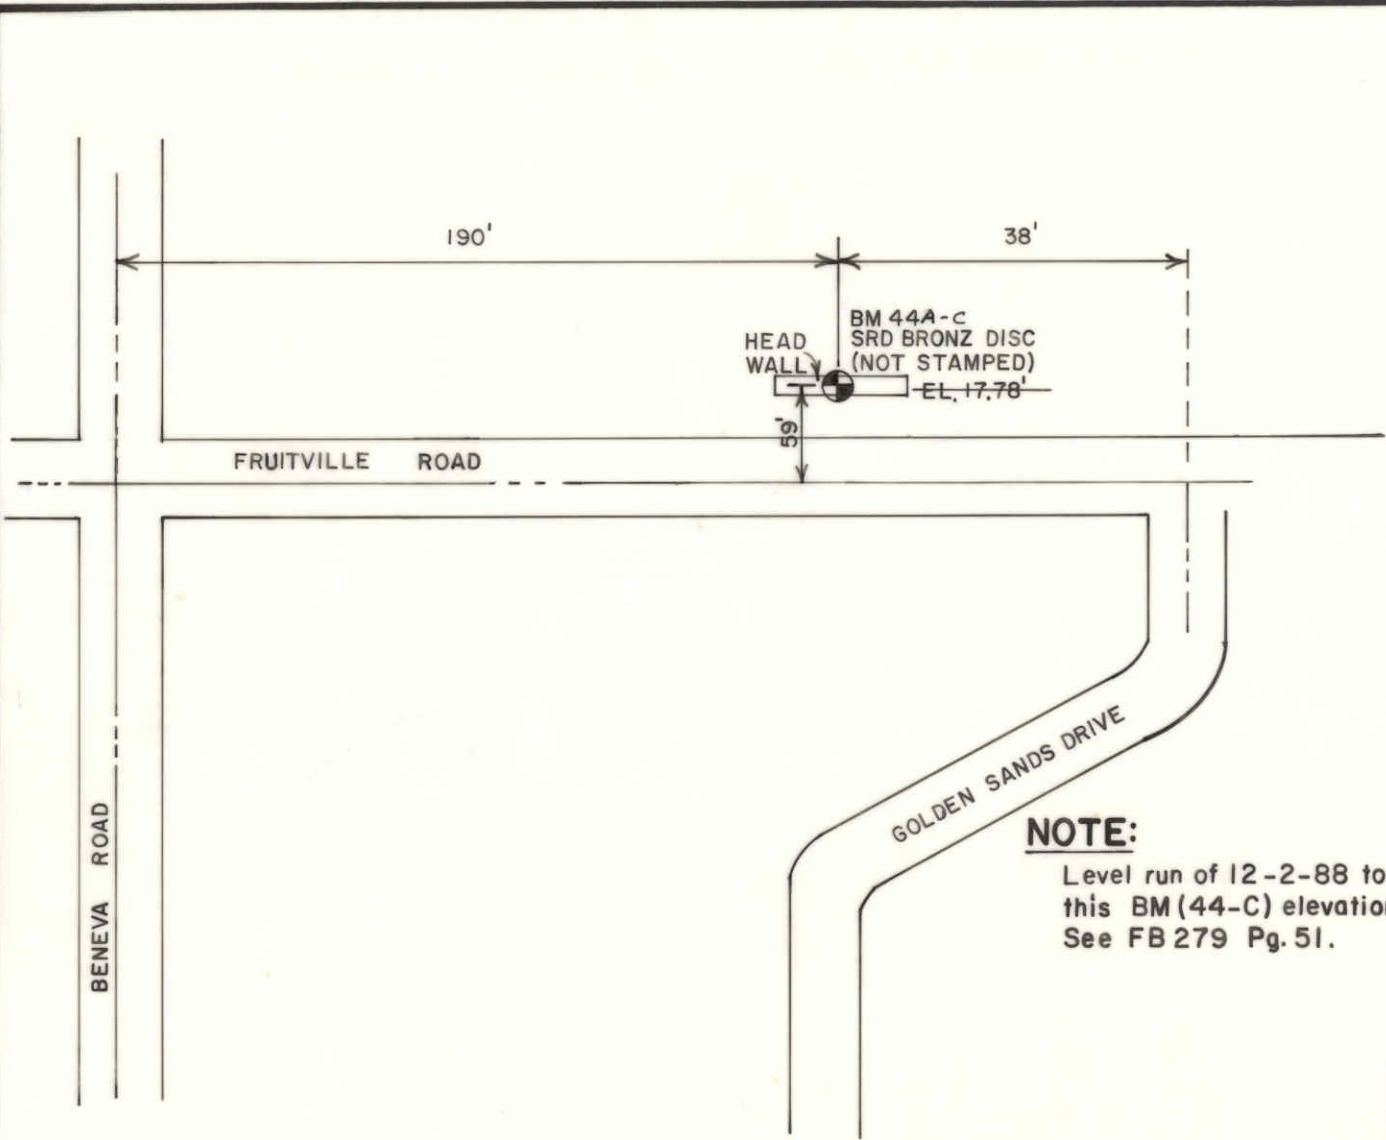 190'
38'
BM 44A-C
SRD BRONZ DISC
(NOT STAMPED)
EL. 17.78'
HEAD
WALL
59'
FRUITVILLE ROAD
GOLDEN SANDS DRIVE
BENEVA ROAD
NOTE:
Level run of 12-2-88 to
this BM (44-C) elevatio
See FB 279 Pg. 51.